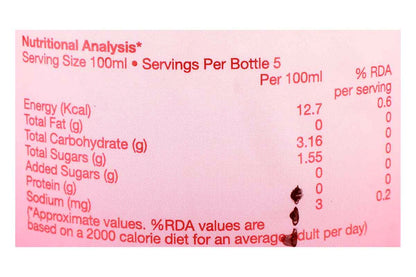 Nutritional Analysis*
Serving Size 100ml • Servings Per Bottle 5
Per 100ml % RDA per serving
Energy (Kcal) 12.7 0.6
Total Fat (g) 0 0
Total Carbohydrate (g) 3.16 0
Total Sugars (g) 1.55 0
Added Sugars (g) 0 0
Protein (g) 0 0
Sodium (mg) 3 0.2
(*Approximate values. %RDA values are
based on a 2000 calorie diet for an average adult per day)